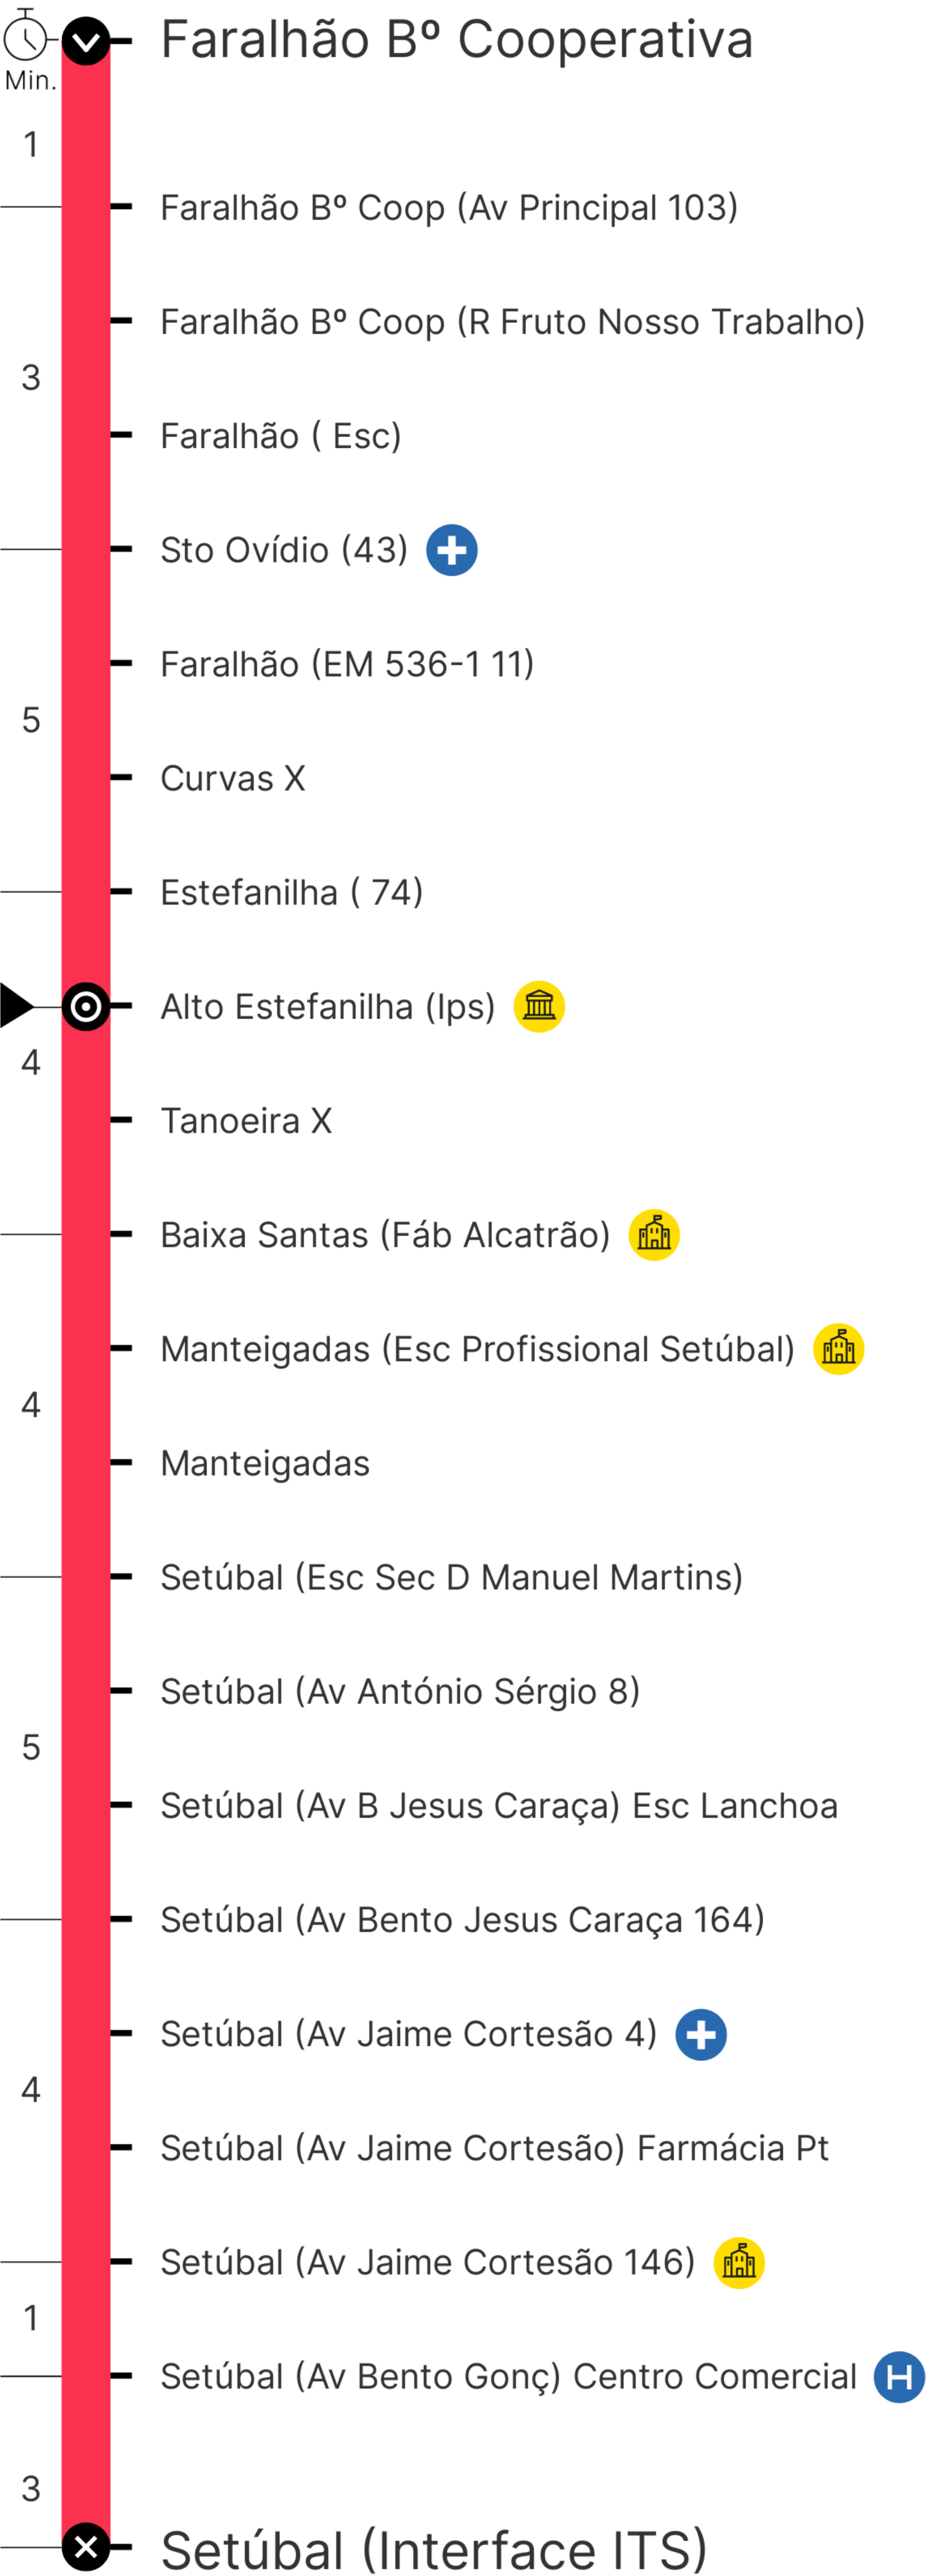 Faralhão Bº Cooperativa
Min.
1
Faralhão Bº Coop (Av Principal 103)
Faralhão Bº Coop (R Fruto Nosso Trabalho)
3
Faralhão ( Esc)
Sto Ovídio (43)
Faralhão (EM 536-1 11)
5
Curvas X
Estefanilha ( 74)
Alto Estefanilha (Ips)
4
Tanoeira X
Baixa Santas (Fáb Alcatrão)
Manteigadas (Esc Profissional Setúbal)
4
Manteigadas
Setúbal (Esc Sec D Manuel Martins)
Setúbal (Av António Sérgio 8)
5
Setúbal (Av B Jesus Caraça) Esc Lanchoa
Setúbal (Av Bento Jesus Caraça 164)
Setúbal (Av Jaime Cortesão 4)
4
Setúbal (Av Jaime Cortesão) Farmácia Pt
Setúbal (Av Jaime Cortesão 146)
1
Setúbal (Av Bento Gonç) Centro Comercial H
3
Setúbal (Interface ITS)